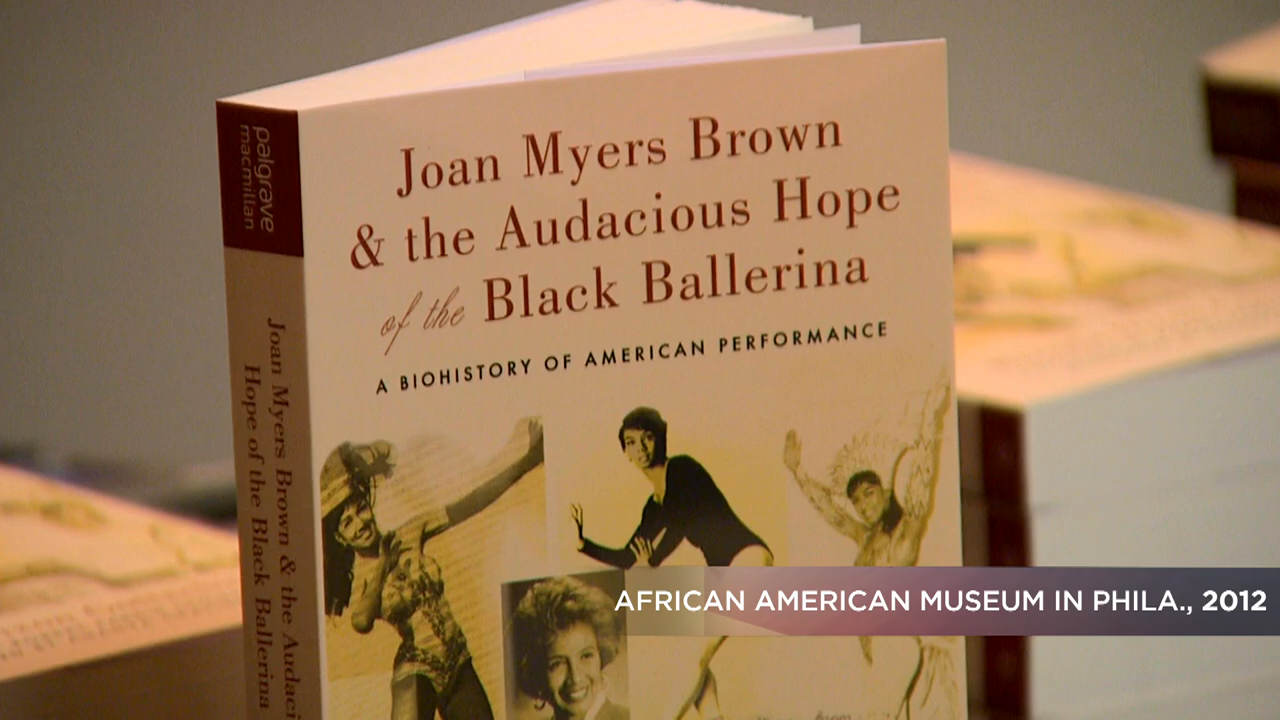 palgrave
macmillan
Joan Myers Brown
& the Audacious Hope
of the Black Ballerina
A BIOHISTORY OF AMERICAN PERFORMANCE
Joan Myers Brown & the Audaci
Hope of the Black Ballerina
AFRICAN AMERICAN MUSEUM IN PHILA., 2012